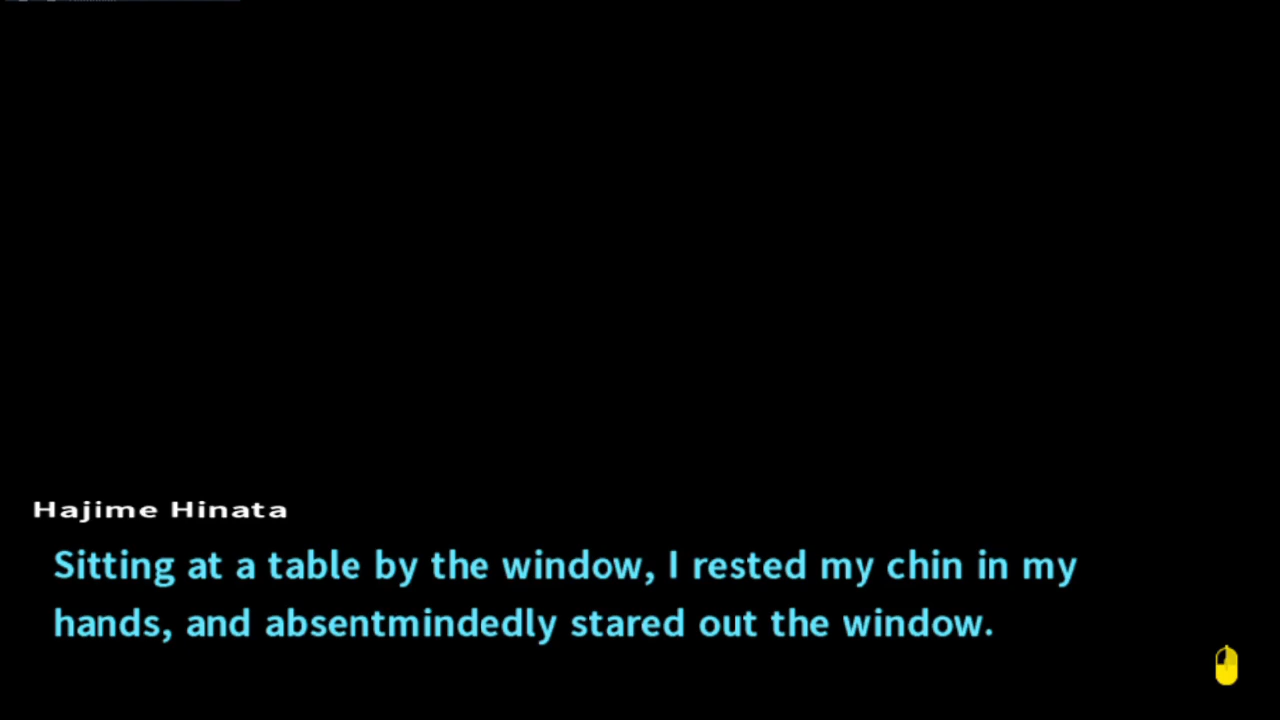 Hajime Hinata
Sitting at a table by the window, I rested my chin in my
hands, and absentmindedly stared out the window.